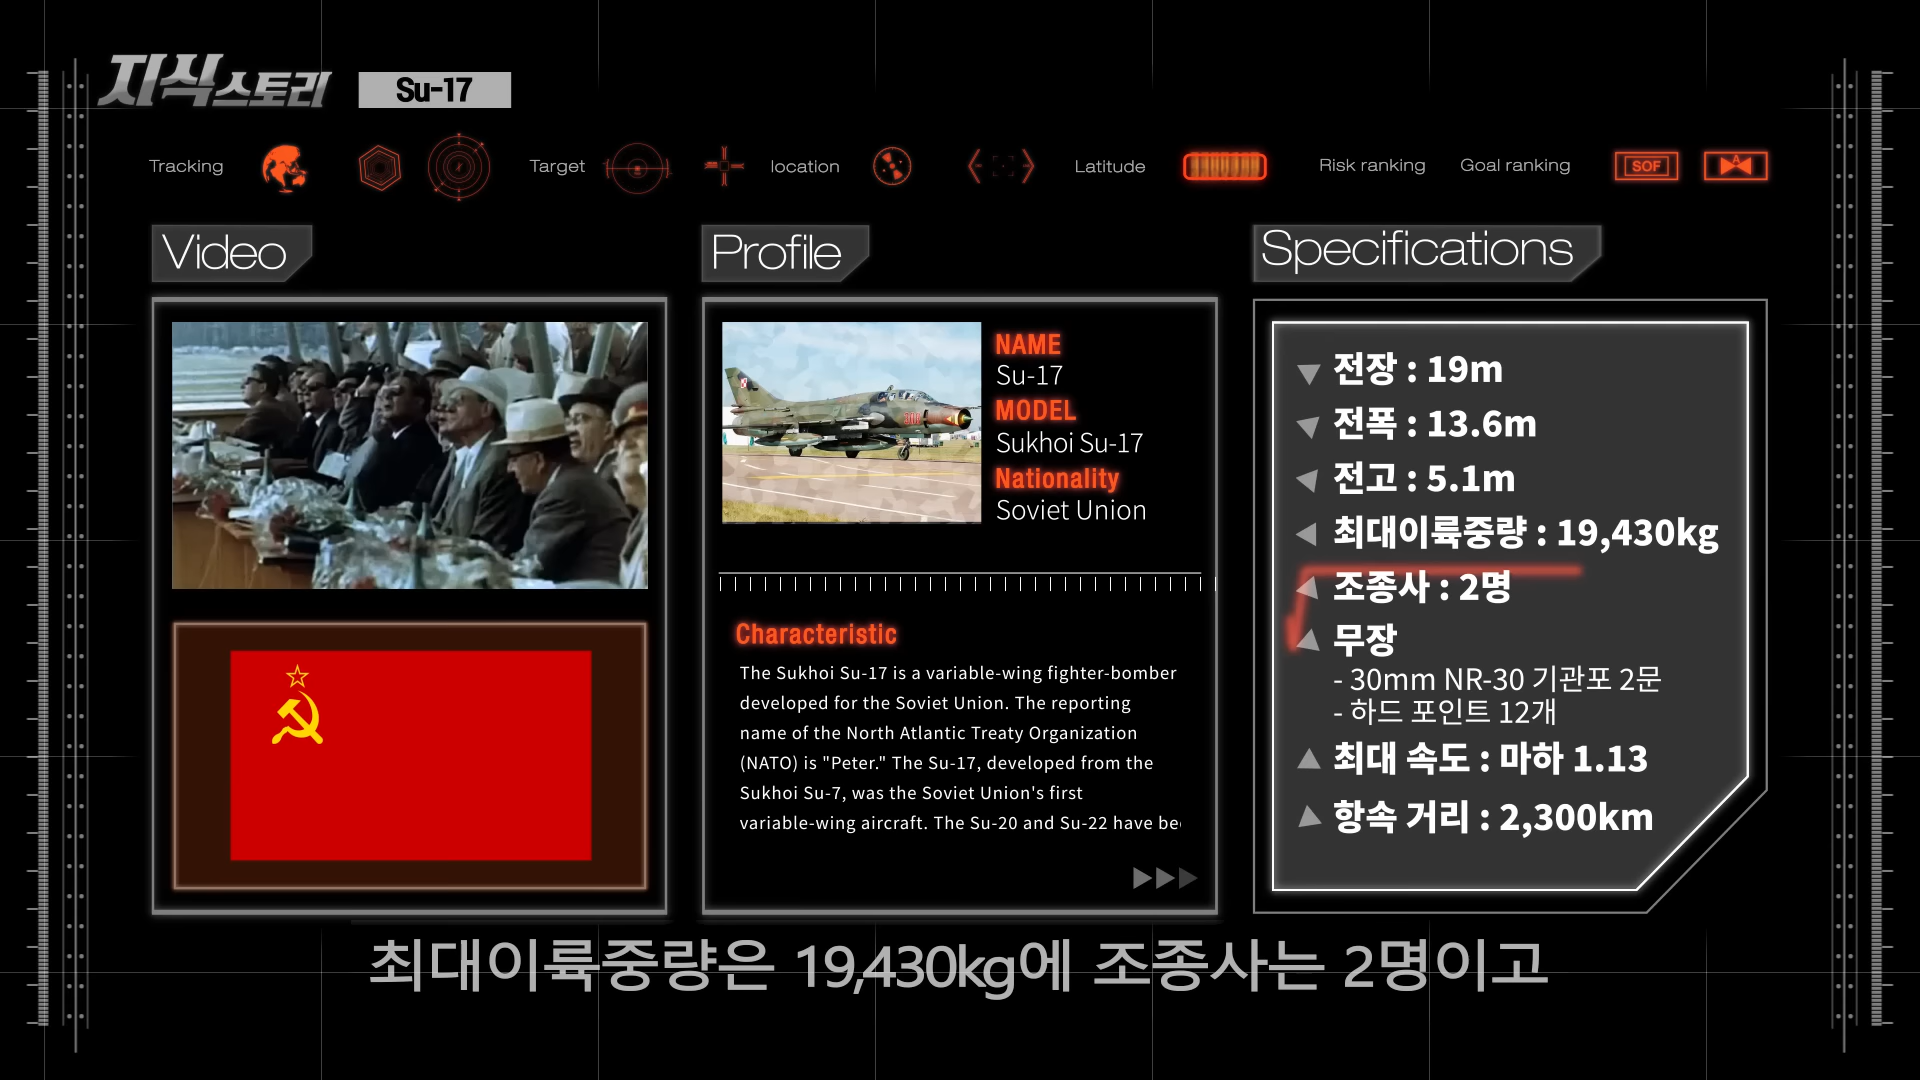 지식스토리
Su-17
Tracking
Target
location
Latitude
Risk ranking
Goal ranking
SOF
A
Video
Profile
Specifications
NAME
Su-17
MODEL
Sukhoi Su-17
Nationality
Soviet Union
Characteristic
The Sukhoi Su-17 is a variable-wing fighter-bomber
developed for the Soviet Union. The reporting
name of the North Atlantic Treaty Organization
(NATO) is "Peter." The Su-17, developed from the
Sukhoi Su-7, was the Soviet Union's first
variable-wing aircraft. The Su-20 and Su-22 have
전장 : 19m
전폭 : 13.6m
전고 : 5.1m
최대이륙중량 : 19,430kg
조종사 : 2명
무장
- 30mm NR-30 기관포 2문
- 하드 포인트 12개
최대 속도 : 마하 1.13
항속 거리 : 2,300km
최대이륙중량은 19,430kg에 조종사는 2명이고